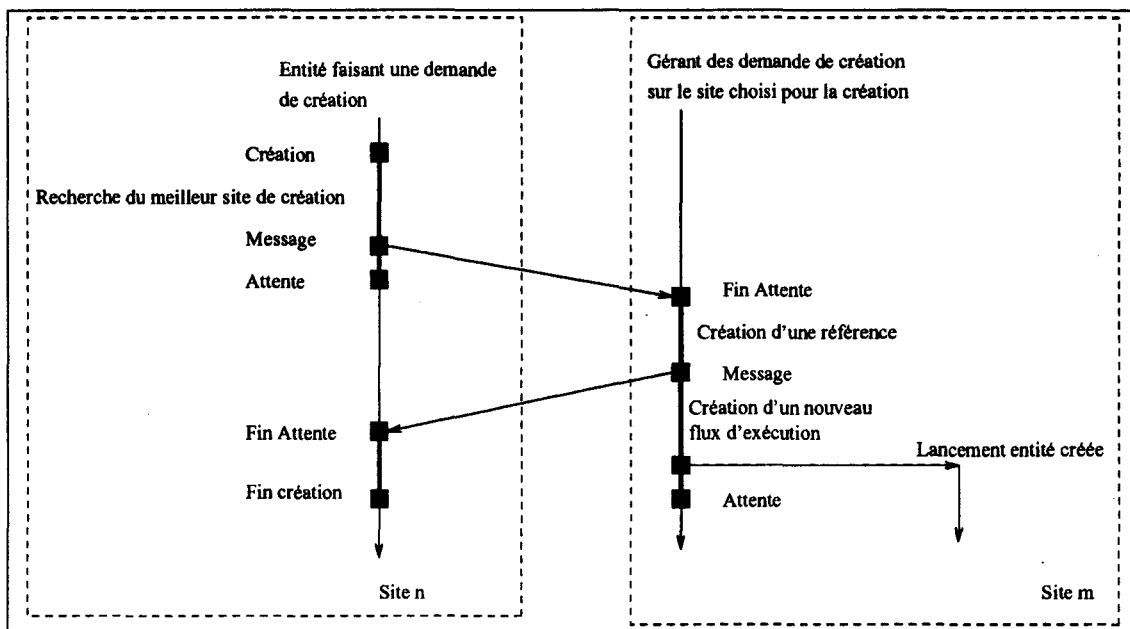 Entité faisant une demande
de création
Création
Recherche du meilleur site de création
Message
Attente
Fin Attente
Fin création
Site n
Gérant des demande de création
sur le site choisi pour la création
Fin Attente
Création d'une référence
Message
Création d'un nouveau
flux d'exécution
Lancement entité créée
Attente
Site m